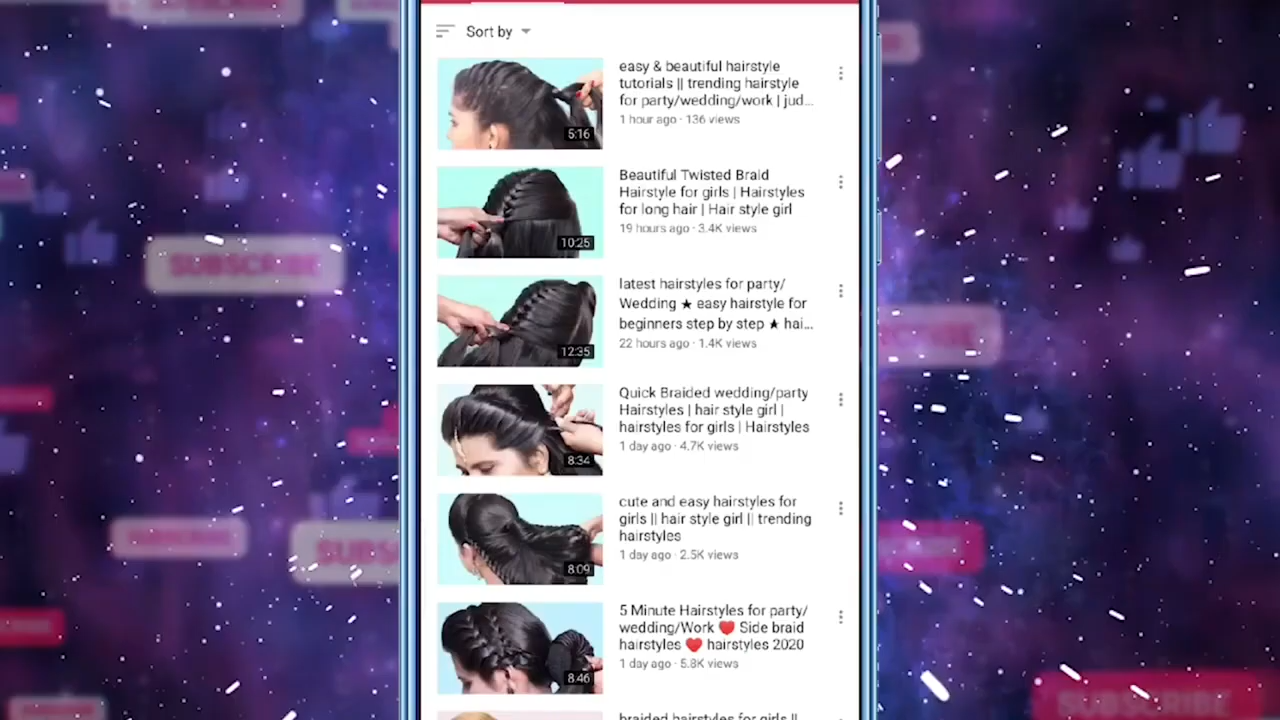 Sort by
easy & beautiful hairstyle
tutorials || trending hairstyle
for party/wedding/work | jud...
1 hour ago · 136 views
5:16
Beautiful Twisted Braid
Hairstyle for girls | Hairstyles
for long hair | Hair style girl
19 hours ago · 3.4K views
10:25
latest hairstyles for party/
Wedding ★ easy hairstyle for
beginners step by step ★ hai...
22 hours ago · 1.4K views
12:35
Quick Braided wedding/party
Hairstyles | hair style girl |
hairstyles for girls | Hairstyles
1 day ago · 4.7K views
8:34
cute and easy hairstyles for
girls || hair style girl || trending
hairstyles
1 day ago · 2.5K views
8:09
5 Minute Hairstyles for party/
wedding/Work ❤ Side braid
hairstyles ❤ hairstyles 2020
1 day ago · 5.8K views
8:46
braided hairstyles for girls ||
SUBSCRIBE
SUBSCRIBE